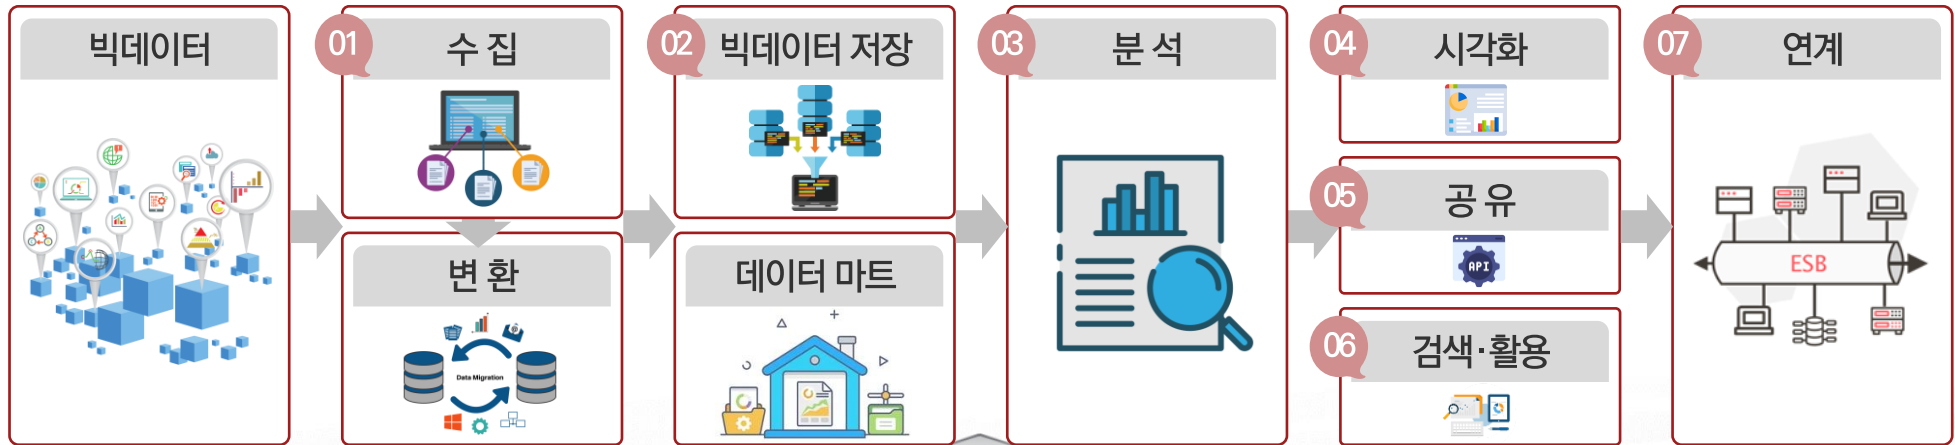 빅데이터
01
수 집
변 환
Data Migration
02
빅데이터 저장
데이터 마트
03
분 석
04
시각화
05
공 유
API
06
검색·활용
07
연계
ESB